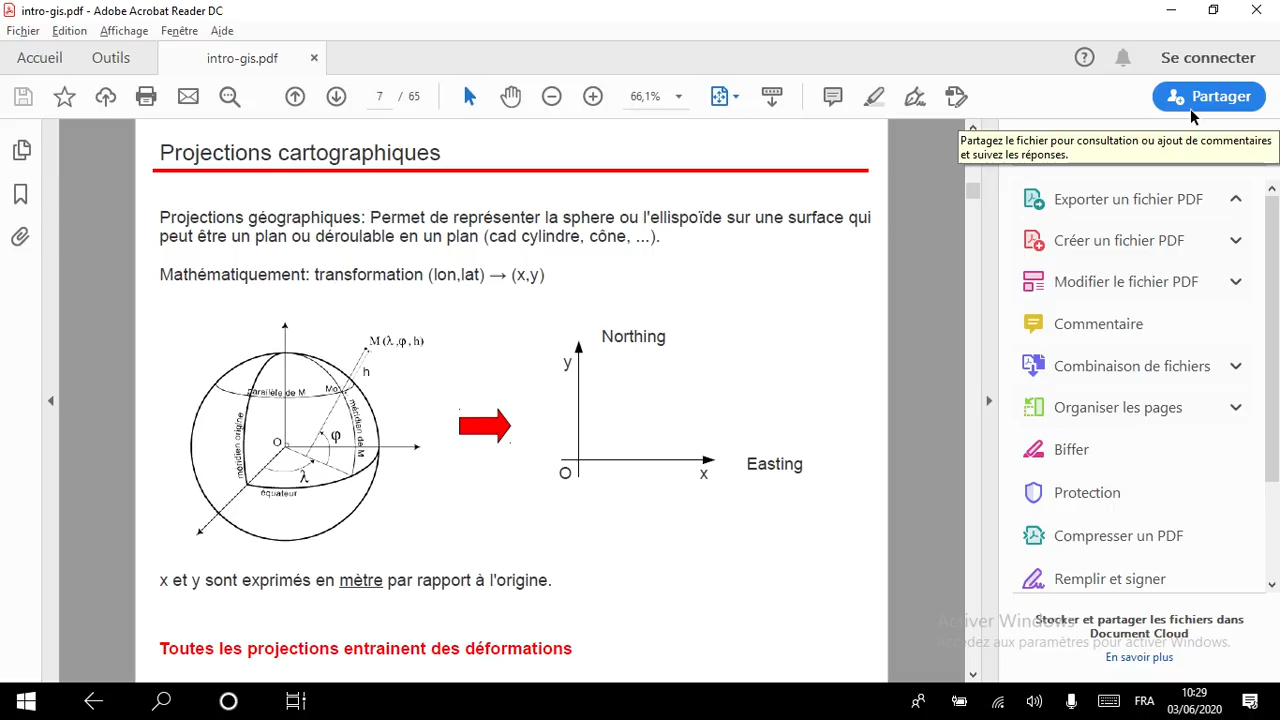 intro-gis.pdf - Adobe Acrobat Reader DC
Fichier Edition Affichage Fenêtre Aide
Accueil Outils intro-gis.pdf × ? Se connecter
7 / 65 66,1% Partager
Partagez le fichier pour consultation ou ajout de commentaires
et suivez les réponses.
Projections cartographiques
Projections géographiques: Permet de représenter la sphere ou l'ellispoïde sur une surface qui
peut être un plan ou déroulable en un plan (cad cylindre, cône, ...).
Mathématiquement: transformation (lon,lat) → (x,y)
M (λ,φ, h)
h
parallèle de M
Mo
méridien origine
méridien de M
O
φ
λ
équateur
Northing
y
O
x
Easting
x et y sont exprimés en mètre par rapport à l'origine.
Toutes les projections entrainent des déformations
Exporter un fichier PDF
Créer un fichier PDF
Modifier le fichier PDF
Commentaire
Combinaison de fichiers
Organiser les pages
Biffer
Protection
Compresser un PDF
Remplir et signer
Activer Windows
Accédez aux paramètres pour activer Windows.
Stocker et partager les fichiers dans
Document Cloud
En savoir plus
FRA
10:29
03/06/2020